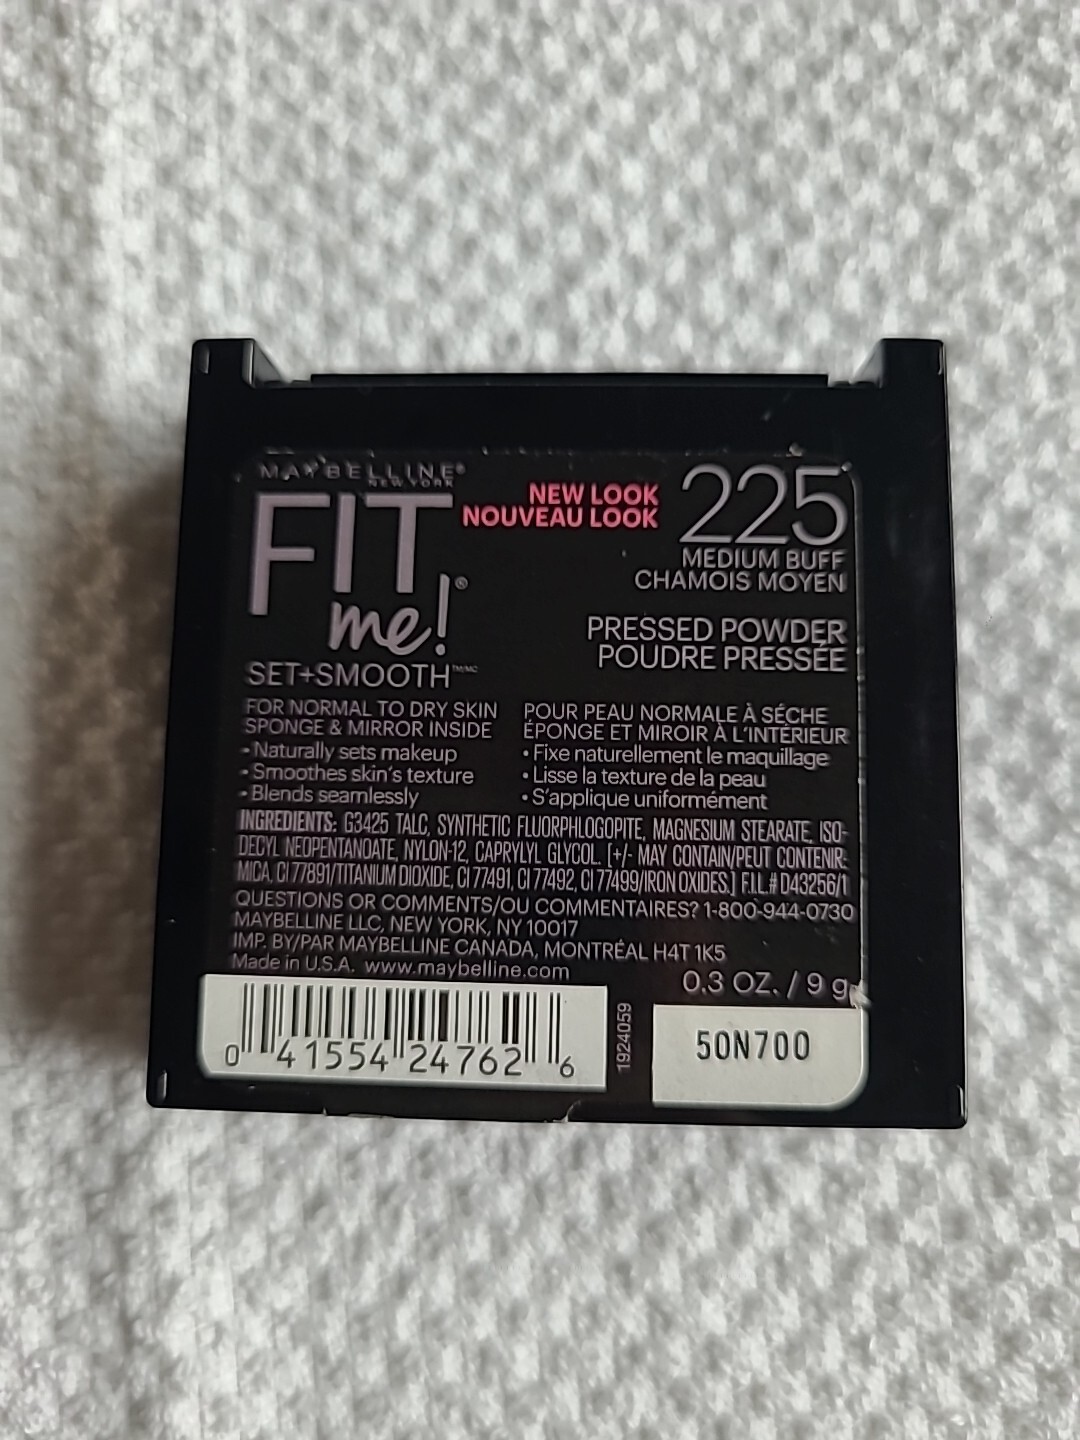 MAYBELLINE®
NEW YORK
FIT
me!®
SET+SMOOTH™/MC
NEW LOOK
NOUVEAU LOOK
225
MEDIUM BUFF
CHAMOIS MOYEN
PRESSED POWDER
POUDRE PRESSÉE
FOR NORMAL TO DRY SKIN
SPONGE & MIRROR INSIDE
• Naturally sets makeup
• Smoothes skin's texture
• Blends seamlessly
POUR PEAU NORMALE À SÉCHE
ÉPONGE ET MIROIR À L'INTÉRIEUR
• Fixe naturellement le maquillage
• Lisse la texture de la peau
• S'applique uniformément
INGREDIENTS: G3425 TALC, SYNTHETIC FLUORPHLOGOPITE, MAGNESIUM STEARATE, ISO-
DECYL NEOPENTANOATE, NYLON-12, CAPRYLYL GLYCOL. [+/- MAY CONTAIN/PEUT CONTENIR:
MICA, CI 77891/TITANIUM DIOXIDE, CI 77491, CI 77492, CI 77499/IRON OXIDES.] F.I.L.# D43256/1
QUESTIONS OR COMMENTS/OU COMMENTAIRES? 1-800-944-0730
MAYBELLINE LLC, NEW YORK, NY 10017
IMP. BY/PAR MAYBELLINE CANADA, MONTRÉAL H4T 1K5
Made in U.S.A. www.maybelline.com
0.3 OZ. / 9 g
0 41554 24762 6
1924059
50N700